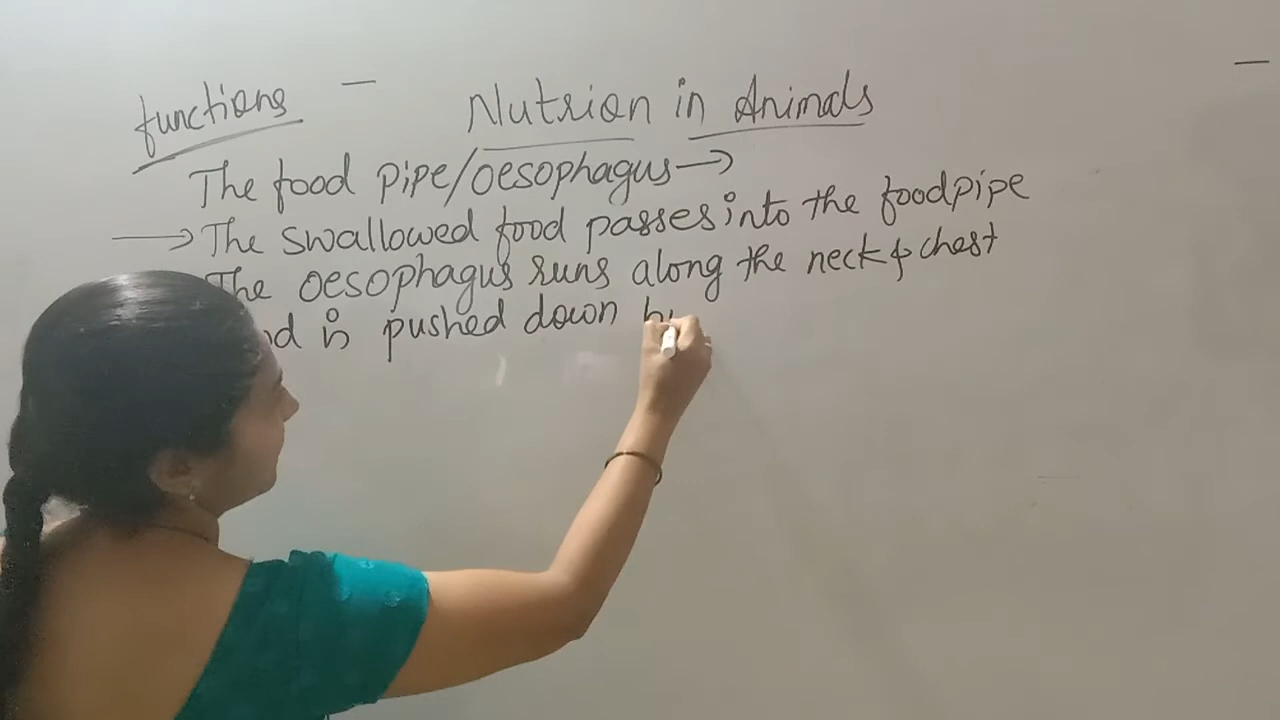 functions — Nutrion in Animals
The food pipe/oesophagus →
→ The swallowed food passes into the foodpipe
The oesophagus runs along the neck & chest
is pushed down